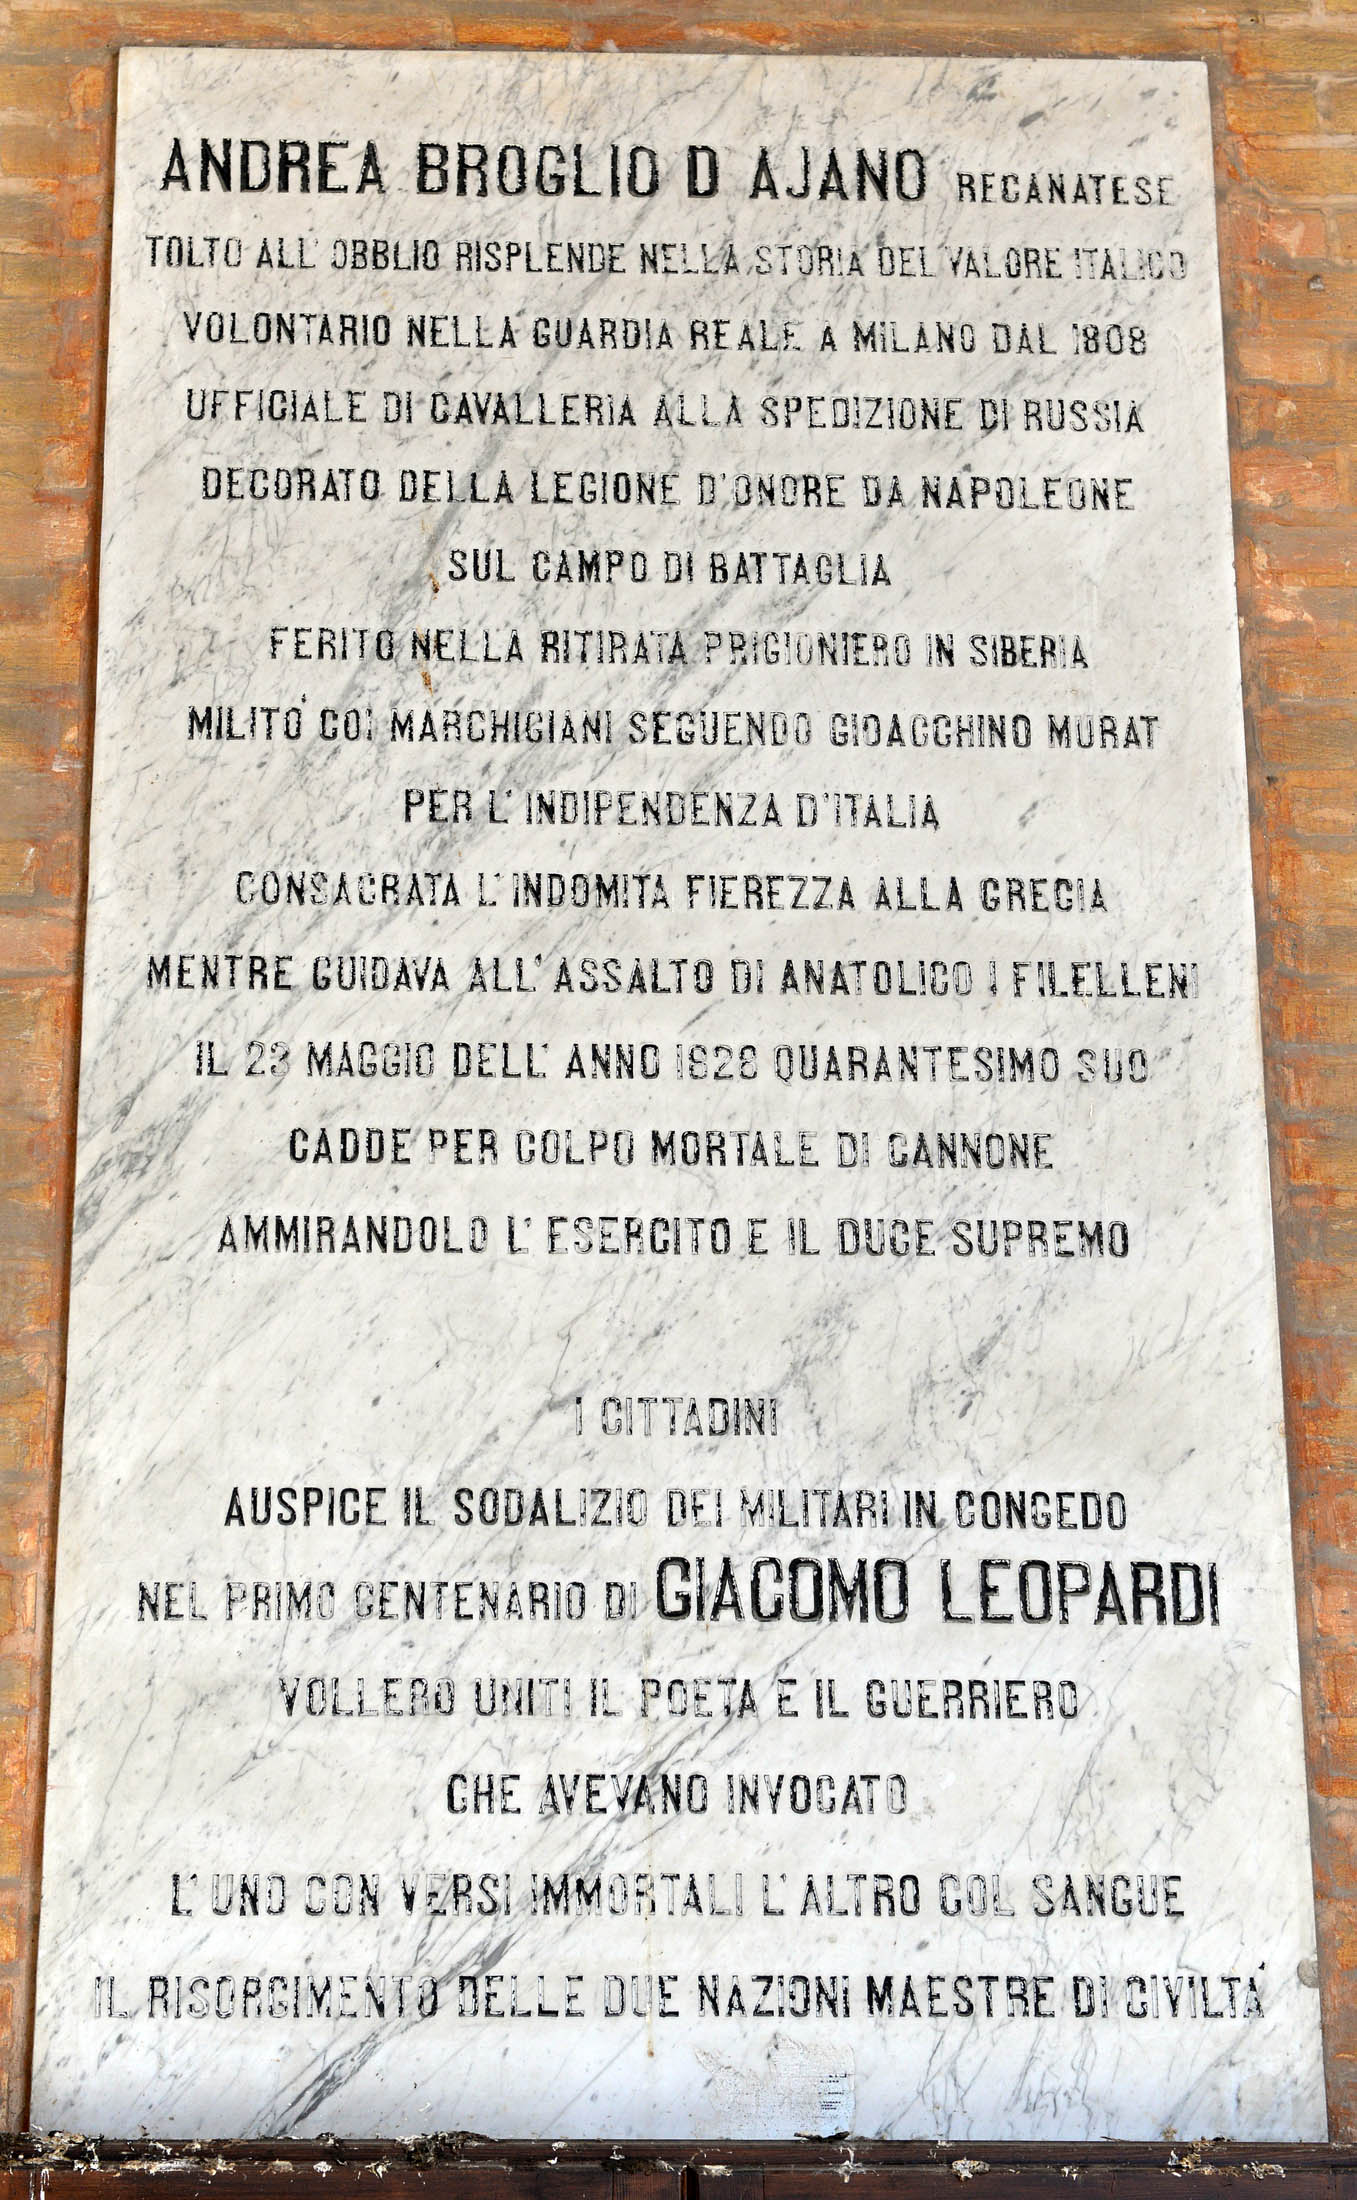 ANDREA BROGLIO D AJANO RECANATESE
TOLTO ALL' OBBLIO RISPLENDE NELLA STORIA DEL VALORE ITALICO
VOLONTARIO NELLA GUARDIA REALE A MILANO DAL 1808
UFFICIALE DI CAVALLERIA ALLA SPEDIZIONE DI RUSSIA
DECORATO DELLA LEGIONE D'ONORE DA NAPOLEONE
SUL CAMPO DI BATTAGLIA
FERITO NELLA RITIRATA PRIGIONIERO IN SIBERIA
MILITO' COI MARCHIGIANI SEGUENDO GIOACCHINO MURAT
PER L' INDIPENDENZA D'ITALIA
CONSACRATA L'INDOMITA FIEREZZA ALLA GRECIA
MENTRE GUIDAVA ALL'ASSALTO DI ANATOLICO I FILELLENI
IL 23 MAGGIO DELL' ANNO 1828 QUARANTESIMO SUO
CADDE PER COLPO MORTALE DI CANNONE
AMMIRANDOLO L' ESERCITO E IL DUCE SUPREMO
I CITTADINI
AUSPICE IL SODALIZIO DEI MILITARI IN CONGEDO
NEL PRIMO CENTENARIO DI GIACOMO LEOPARDI
VOLLERO UNITI IL POETA E IL GUERRIERO
CHE AVEVANO INVOCATO
L' UNO CON VERSI IMMORTALI L'ALTRO COL SANGUE
IL RISORGIMENTO DELLE DUE NAZIONI MAESTRE DI CIVILTA'